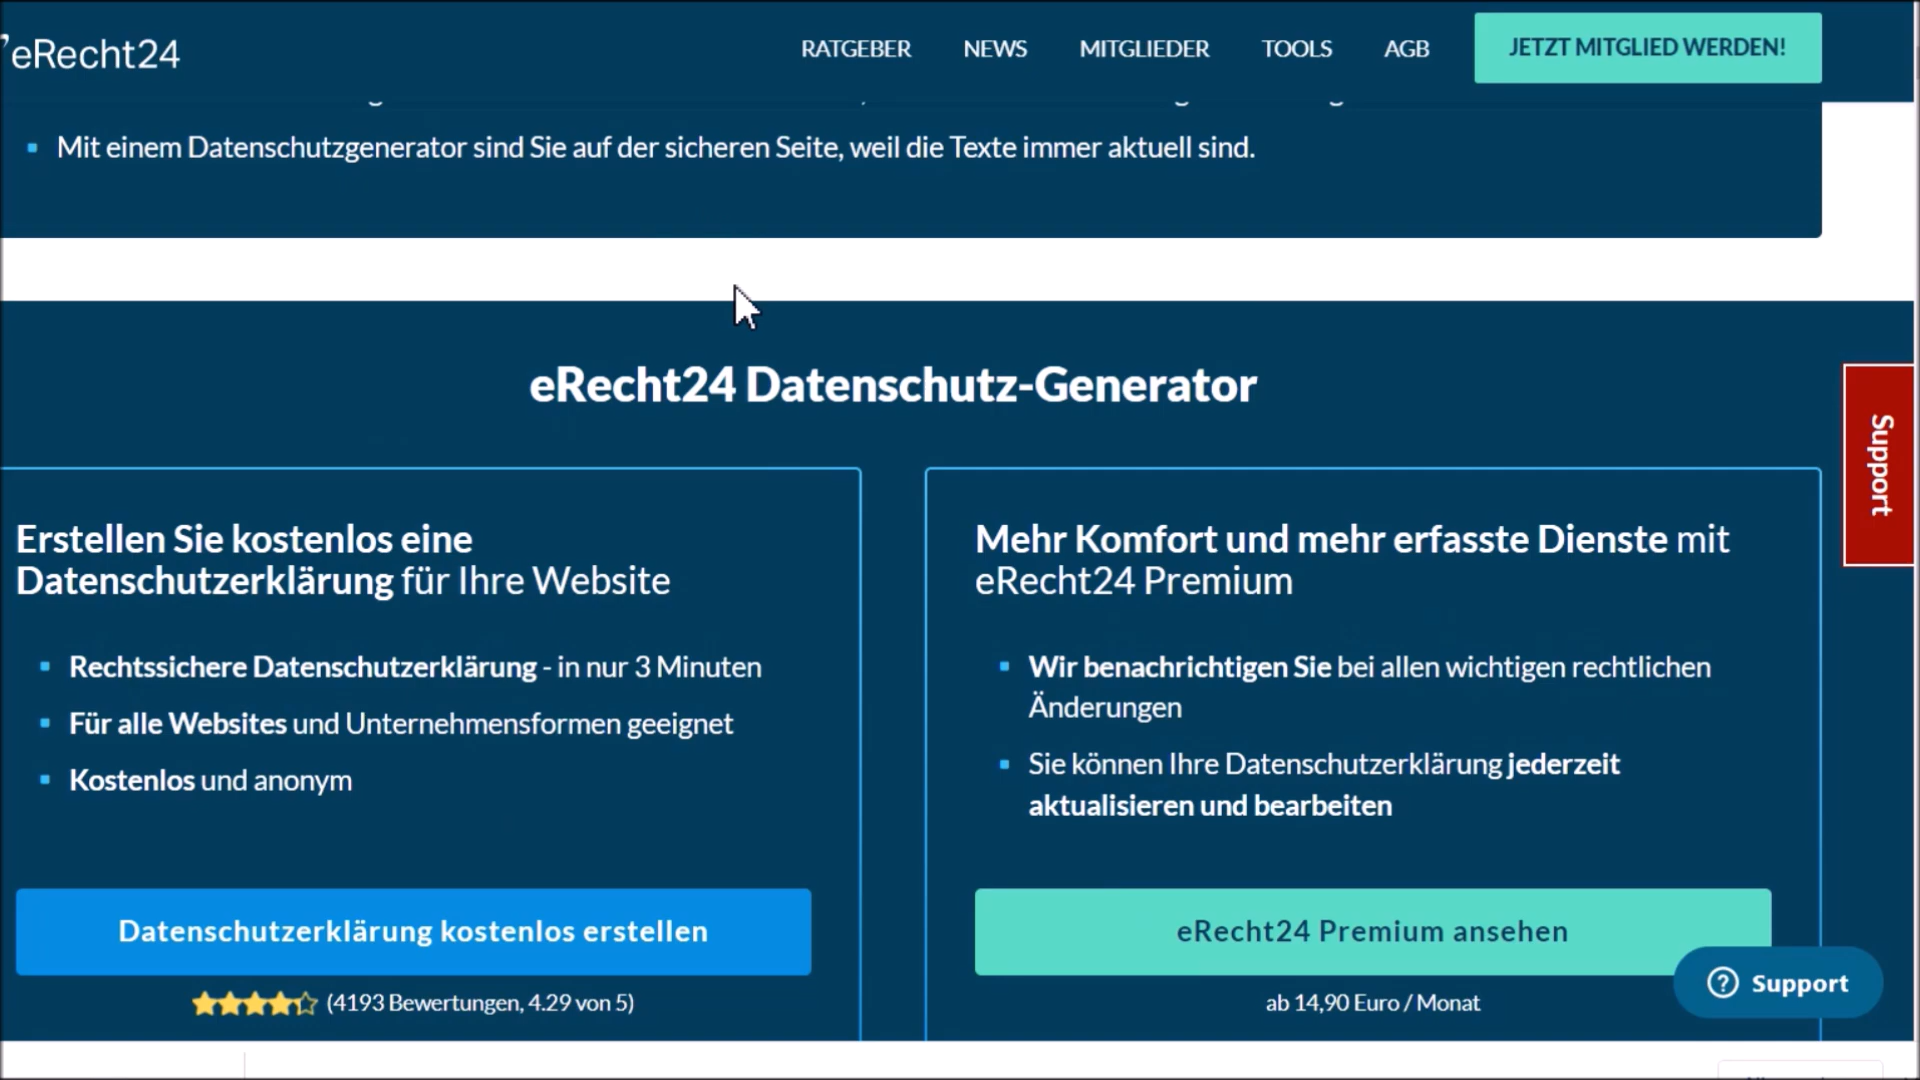 eRecht24
RATGEBER NEWS MITGLIEDER TOOLS AGB JETZT MITGLIED WERDEN!
Mit einem Datenschutzgenerator sind Sie auf der sicheren Seite, weil die Texte immer aktuell sind.
eRecht24 Datenschutz-Generator
Support
Erstellen Sie kostenlos eine
Datenschutzerklärung für Ihre Website
Rechtssichere Datenschutzerklärung - in nur 3 Minuten
Für alle Websites und Unternehmensformen geeignet
Kostenlos und anonym
Datenschutzerklärung kostenlos erstellen
(4193 Bewertungen, 4.29 von 5)
Mehr Komfort und mehr erfasste Dienste mit
eRecht24 Premium
Wir benachrichtigen Sie bei allen wichtigen rechtlichen
Änderungen
Sie können Ihre Datenschutzerklärung jederzeit
aktualisieren und bearbeiten
eRecht24 Premium ansehen
ab 14,90 Euro / Monat
Support